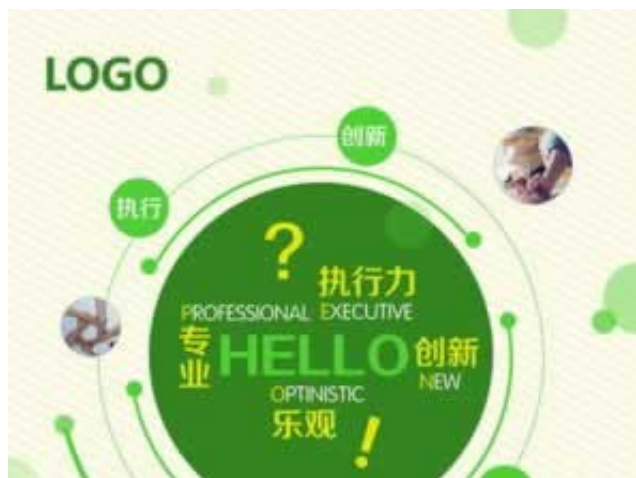 LOGO
创新
执行
?
执行力
PROFESSIONAL EXECUTIVE
专业
HELLO
创新
NEW
OPTINISTIC
乐观
!